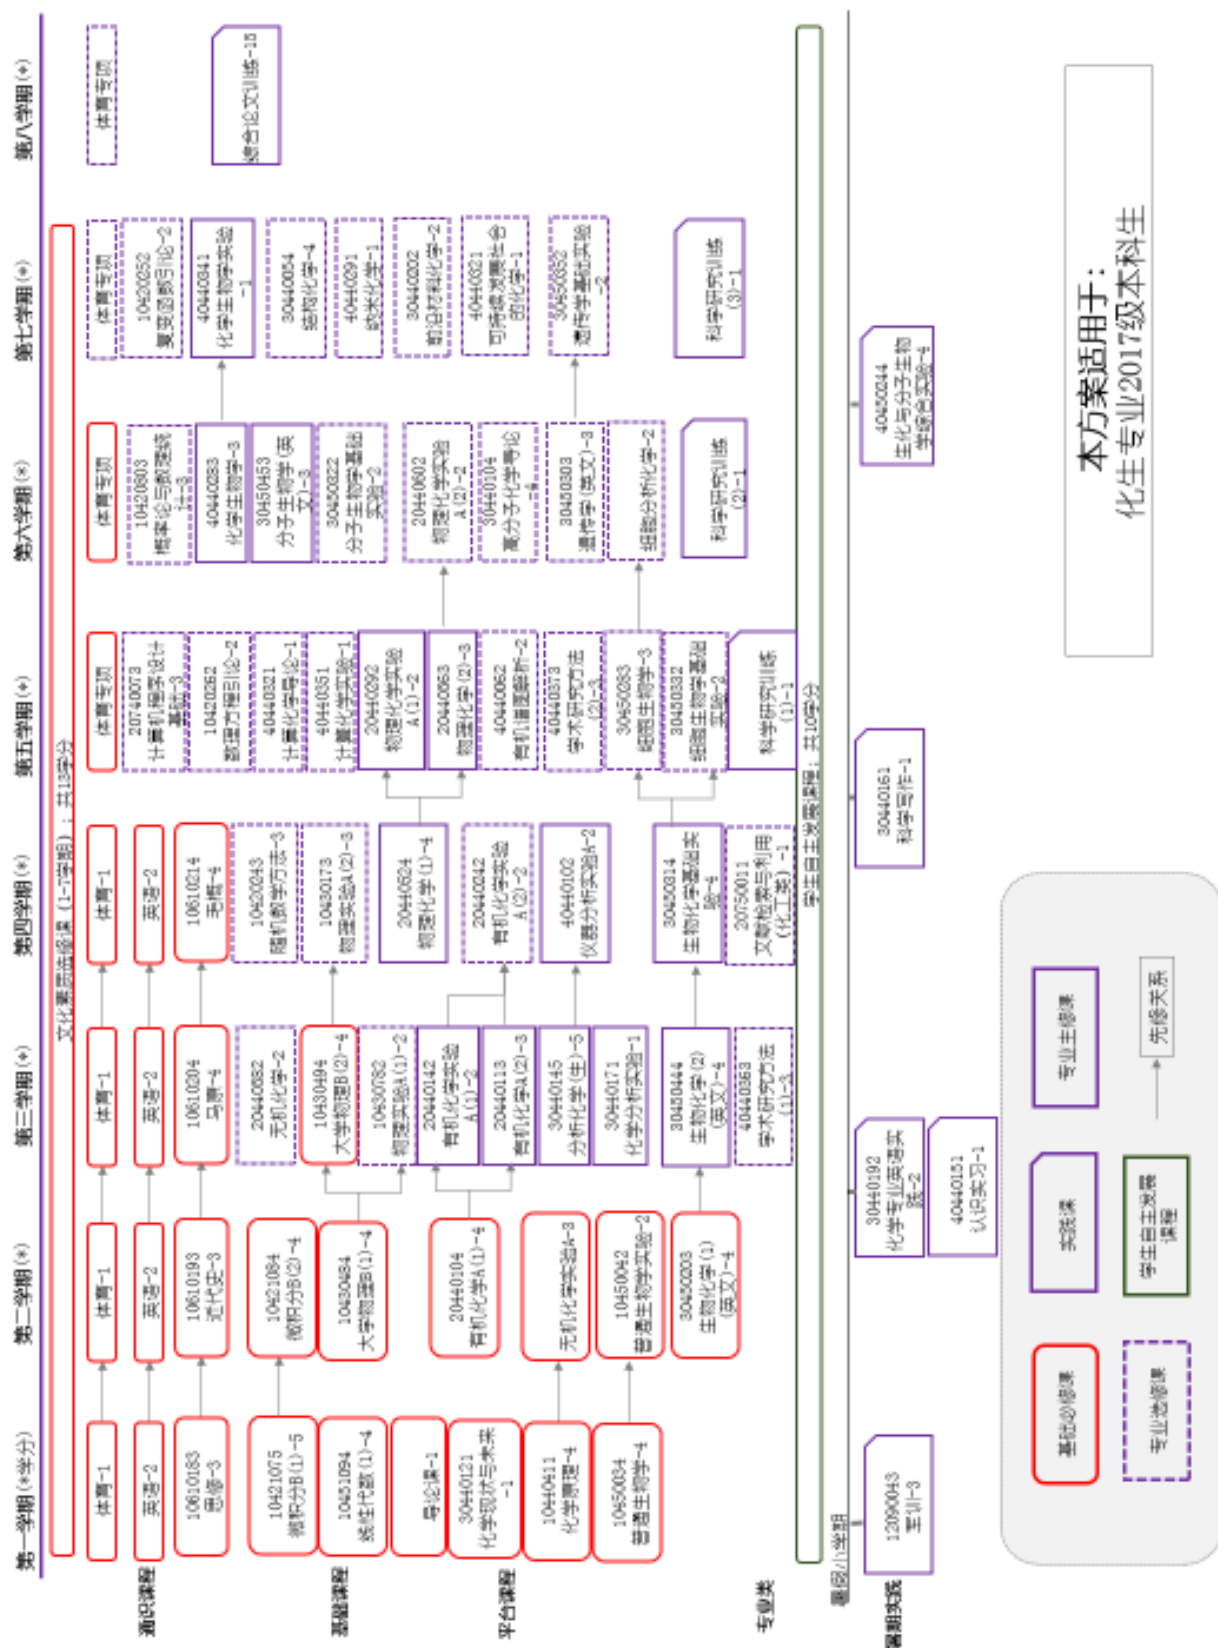 第一学期(*学分)
第二学期(*)
第三学期(*)
第四学期(*)
第五学期(*)
第六学期(*)
第七学期(*)
第八学期(*)
文化素质选修课（1-7学期）：共13学分
通识课程
基础课程
平台课程
专业类
体育-1
英语-2
10610183
思修-3
10421075
微积分B(1)-5
10451094
线性代数(1)-4
导论课-1
30440121
化学现状与未来
-1
10440411
化学原理-4
10450034
普通生物学-4
体育-1
英语-2
10610193
近代史-3
10421084
微积分B(2)-4
10430484
大学物理B(1)-4
20440104
有机化学A(1)-4
无机化学实验A-3
10450042
普通生物学实验-2
30450203
生物化学(1)
(英文)-4
体育-1
英语-2
10610204
马原-4
20440582
无机化学-2
10430494
大学物理B(2)-4
10430782
物理实验A(1)-2
20440142
有机化学实验
A(1)-2
20440113
有机化学A(2)-3
30440145
分析化学(生)-5
30440171
化学分析实验-1
30450444
生物化学(2)
(英文)-4
40440363
学术研究方法
(1)-3
体育-1
英语-2
10610214
毛概-4
10420243
随机数学方法-3
10430173
物理实验A(2)-3
20440524
物理化学(1)-4
20440242
有机化学实验
A(2)-2
40440102
仪器分析实验A-2
30450314
生物化学基础实
验-4
20750011
文献检索与利用
(化工类)-1
体育专项
20740073
计算机程序设计
基础-3
10420262
数理方程引论-2
40440321
计算化学导论-1
40440351
计量化学实验-1
20440292
物理化学实验
A(1)-2
20440663
物理化学(2)-3
40440062
有机谱图解析-2
40440373
学术研究方法
(2)-3
30450283
细胞生物学-3
30450332
细胞生物学基础
实验-2
科学研究训练
(1)-1
体育专项
10420803
概率论与数理统
计-3
40440283
化学生物学-3
30450453
分子生物学(英
文)-3
30450322
分子生物学基础
实验-2
20440602
物理化学实验
A(2)-2
30440104
高分子化学导论
-4
30450303
遗传学(英文)-3
细胞分析化学-2
科学研究训练
(2)-1
体育专项
10420252
复变函数引论-2
40440341
化学生物学实验
-1
30440054
结构化学-4
40440291
纳米化学-1
30440202
前沿材料化学-2
40440321
可持续发展社会
的化学-1
30450352
遗传学基础实验
-2
科学研究训练
(3)-1
体育专项
综合论文训练-15
学生自主发展课程：共10学分
暑假小学期
暑期实践
12090043
军训-3
30440192
化学专业英语实
践-2
40440151
认识实习-1
30440161
科学写作-1
40450244
生化与分子生物
学综合实验-4
基础必修课
实践课
专业主修课
专业选修课
学生自主发展
课程
先修关系
本方案适用于：
化生专业2017级本科生